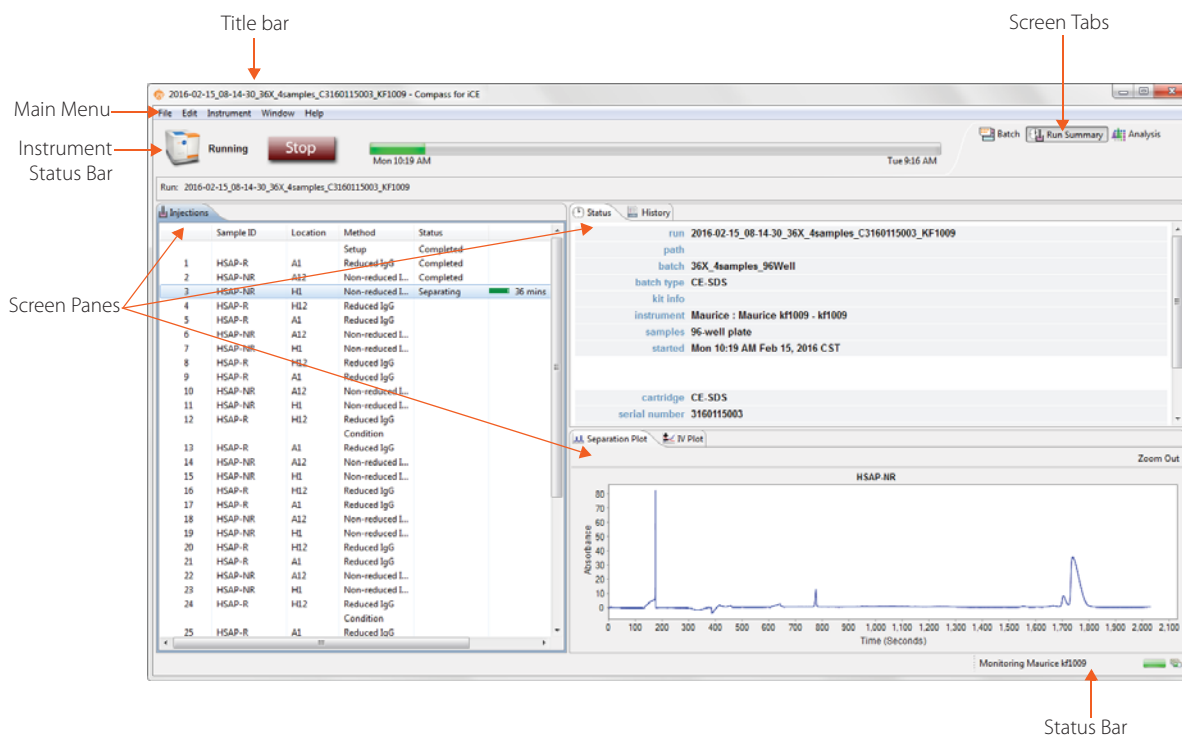 Title bar
Screen Tabs
2016-02-15_08-14-30_36X_4samples_C3160115003_KF1009 - Compass for iCE
Main Menu
File Edit Instrument Window Help
Instrument
Status Bar
Running
Stop
Mon 10:19 AM
Tue 9:16 AM
Batch Run Summary Analysis
Run: 2016-02-15_08-14-30_36X_4samples_C3160115003_KF1009
Injections
Sample ID Location Method Status
Setup Completed
1 HSAP-R A1 Reduced IgG Completed
2 HSAP-NR A12 Non-reduced I... Completed
3 HSAP-NR H1 Non-reduced I... Separating 36 mins
4 HSAP-R H12 Reduced IgG
5 HSAP-R A1 Reduced IgG
6 HSAP-NR A12 Non-reduced I...
7 HSAP-NR H1 Non-reduced I...
8 HSAP-R H12 Reduced IgG
9 HSAP-R A1 Reduced IgG
10 HSAP-NR A12 Non-reduced I...
11 HSAP-NR H1 Non-reduced I...
12 HSAP-R H12 Reduced IgG
Condition
13 HSAP-R A1 Reduced IgG
14 HSAP-NR A12 Non-reduced I...
15 HSAP-NR H1 Non-reduced I...
16 HSAP-R H12 Reduced IgG
17 HSAP-R A1 Reduced IgG
18 HSAP-NR A12 Non-reduced I...
19 HSAP-NR H1 Non-reduced I...
20 HSAP-R H12 Reduced IgG
21 HSAP-R A1 Reduced IgG
22 HSAP-NR A12 Non-reduced I...
23 HSAP-NR H1 Non-reduced I...
24 HSAP-R H12 Reduced IgG
Condition
25 HSAP-R A1 Reduced IgG
Screen Panes
Status History
run 2016-02-15_08-14-30_36X_4samples_C3160115003_KF1009
path
batch 36X_4samples_96Well
batch type CE-SDS
kit info
instrument Maurice : Maurice kf1009 - kf1009
samples 96-well plate
started Mon 10:19 AM Feb 15, 2016 CST
cartridge CE-SDS
serial number 3160115003
Separation Plot IV Plot
Zoom Out
HSAP-NR
Absorbance
80
70
60
50
40
30
20
10
0
0 100 200 300 400 500 600 700 800 900 1,000 1,100 1,200 1,300 1,400 1,500 1,600 1,700 1,800 1,900 2,000 2,100
Time (Seconds)
Monitoring Maurice kf1009
Status Bar